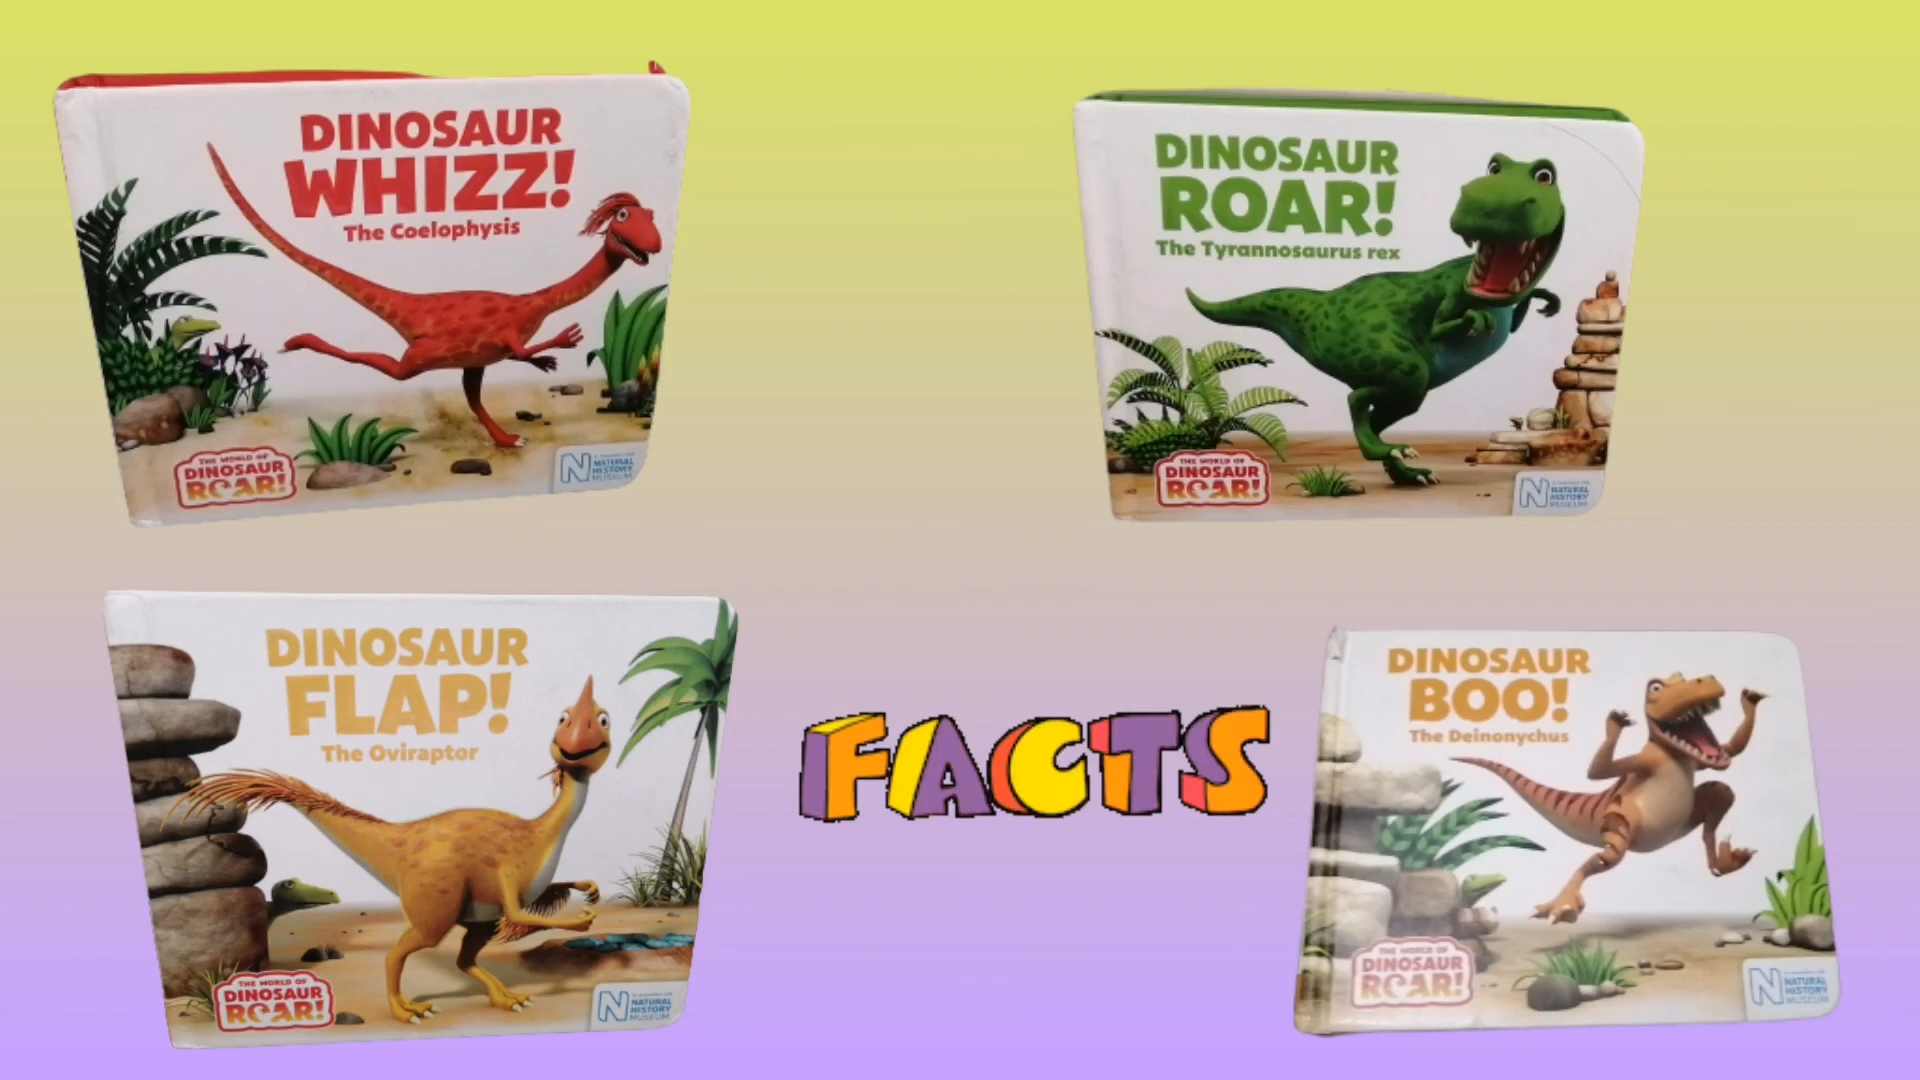 DINOSAUR
WHIZZ!
The Coelophysis
THE WORLD OF
DINOSAUR
ROAR!
N
NATURAL
HISTORY
MUSEUM
DINOSAUR
ROAR!
The Tyrannosaurus rex
THE WORLD OF
DINOSAUR
ROAR!
N
NATURAL
HISTORY
MUSEUM
DINOSAUR
FLAP!
The Oviraptor
THE WORLD OF
DINOSAUR
ROAR!
N
NATURAL
HISTORY
MUSEUM
FACTS
DINOSAUR
BOO!
The Deinonychus
THE WORLD OF
DINOSAUR
ROAR!
N
NATURAL
HISTORY
MUSEUM